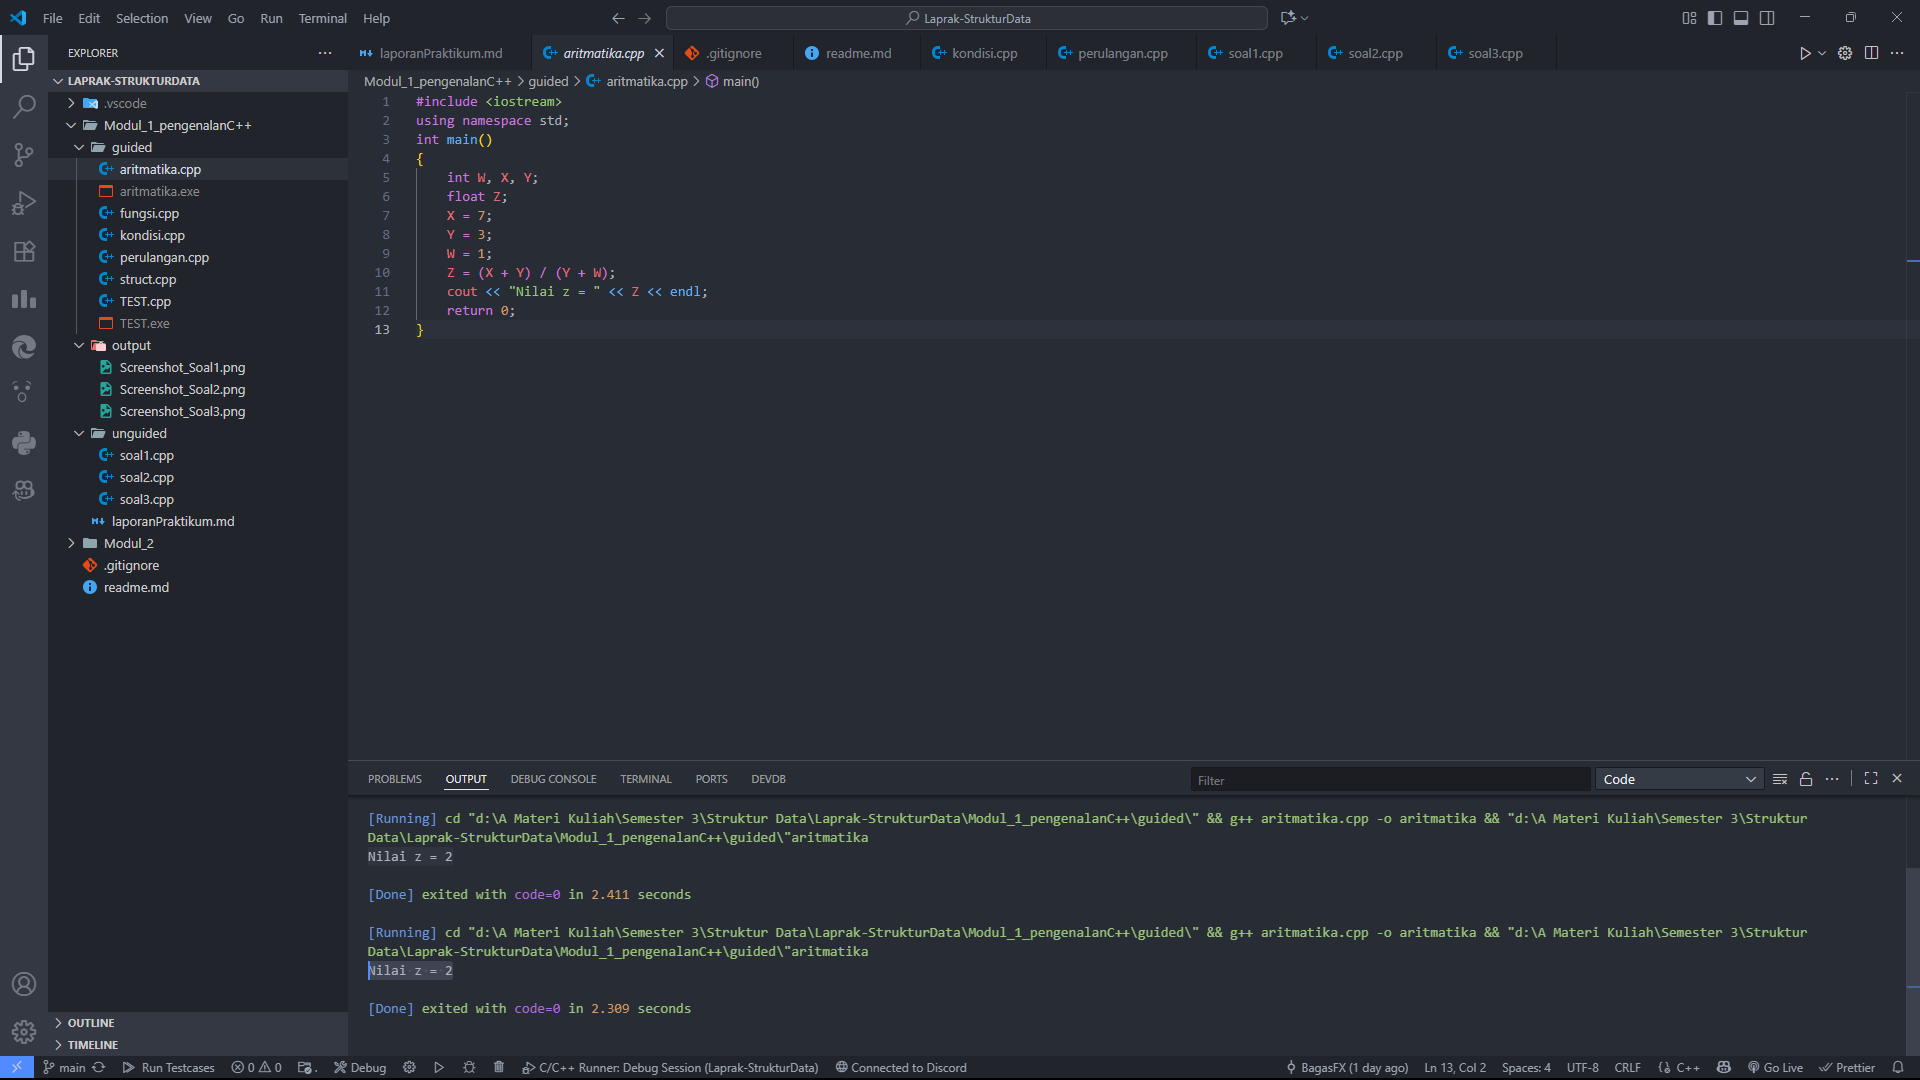 File Edit Selection View Go Run Terminal Help
Laprak-StrukturData
EXPLORER
LAPRAK-STRUKTURDATA
.vscode
Modul_1_pengenalanC++
guided
aritmatika.cpp
aritmatika.exe
fungsi.cpp
kondisi.cpp
perulangan.cpp
struct.cpp
TEST.cpp
TEST.exe
output
Screenshot_Soal1.png
Screenshot_Soal2.png
Screenshot_Soal3.png
unguided
soal1.cpp
soal2.cpp
soal3.cpp
laporanPraktikum.md
Modul_2
.gitignore
readme.md
OUTLINE
TIMELINE
laporanPraktikum.md aritmatika.cpp .gitignore readme.md kondisi.cpp perulangan.cpp soal1.cpp soal2.cpp soal3.cpp
Modul_1_pengenalanC++ > guided > aritmatika.cpp > main()
1 #include <iostream>
2 using namespace std;
3 int main()
4 {
5 int W, X, Y;
6 float Z;
7 X = 7;
8 Y = 3;
9 W = 1;
10 Z = (X + Y) / (Y + W);
11 cout << "Nilai z = " << Z << endl;
12 return 0;
13 }
PROBLEMS OUTPUT DEBUG CONSOLE TERMINAL PORTS DEVDB
Filter
Code
[Running] cd "d:\A Materi Kuliah\Semester 3\Struktur Data\Laprak-StrukturData\Modul_1_pengenalanC++\guided\" && g++ aritmatika.cpp -o aritmatika && "d:\A Materi Kuliah\Semester 3\Struktur
Data\Laprak-StrukturData\Modul_1_pengenalanC++\guided\"aritmatika
Nilai z = 2
[Done] exited with code=0 in 2.411 seconds
[Running] cd "d:\A Materi Kuliah\Semester 3\Struktur Data\Laprak-StrukturData\Modul_1_pengenalanC++\guided\" && g++ aritmatika.cpp -o aritmatika && "d:\A Materi Kuliah\Semester 3\Struktur
Data\Laprak-StrukturData\Modul_1_pengenalanC++\guided\"aritmatika
Nilai z = 2
[Done] exited with code=0 in 2.309 seconds
main Run Testcases 0 0 . Debug C/C++ Runner: Debug Session (Laprak-StrukturData) Connected to Discord BagasFX (1 day ago) Ln 13, Col 2 Spaces: 4 UTF-8 CRLF C++ Go Live Prettier